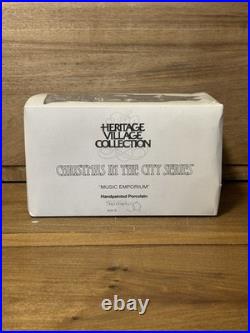 HERITAGE
VILLAGE
COLLECTION
CHRISTMAS IN THE CITY SERIES
"MUSIC EMPORIUM"
Handpainted Porcelain